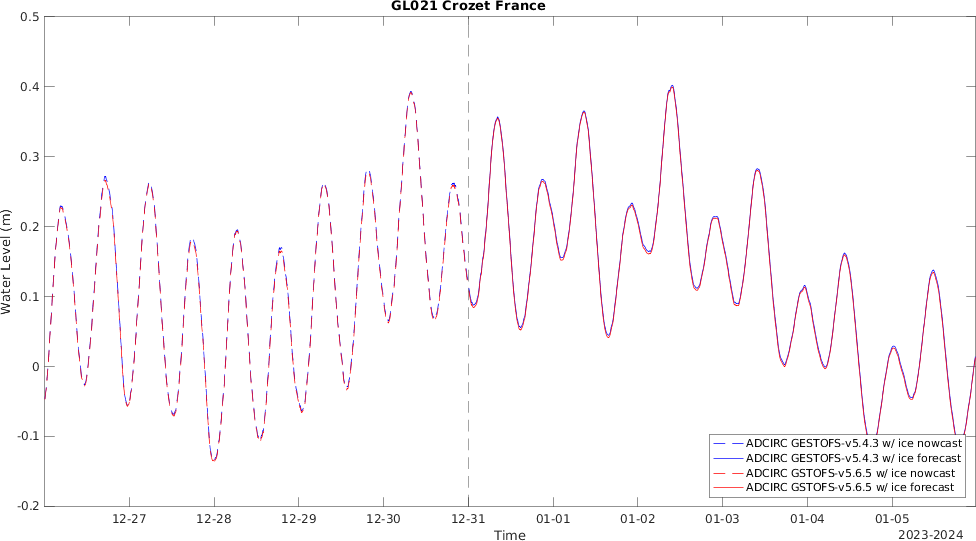 GL021 Crozet France
0.5
0.4
0.3
0.2
0.1
0
-0.1
-0.2
Water Level (m)
ADCIRC GESTOFS-v5.4.3 w/ ice nowcast
ADCIRC GESTOFS-v5.4.3 w/ ice forecast
ADCIRC GSTOFS-v5.6.5 w/ ice nowcast
ADCIRC GSTOFS-v5.6.5 w/ ice forecast
12-27 12-28 12-29 12-30 12-31 01-01 01-02 01-03 01-04 01-05
Time
2023-2024